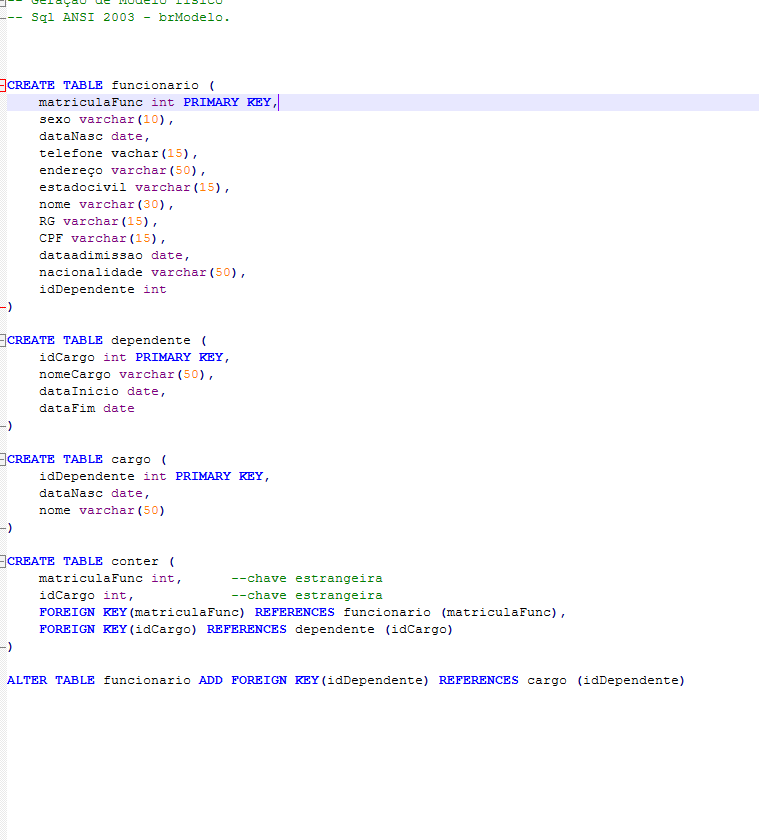 -- Geração de Modelo físico
-- Sql ANSI 2003 - brModelo.
CREATE TABLE funcionario (
matriculaFunc int PRIMARY KEY,
sexo varchar(10),
dataNasc date,
telefone vachar(15),
endereço varchar(50),
estadocivil varchar(15),
nome varchar(30),
RG varchar(15),
CPF varchar(15),
dataadimissao date,
nacionalidade varchar(50),
idDependente int
)
CREATE TABLE dependente (
idCargo int PRIMARY KEY,
nomeCargo varchar(50),
dataInicio date,
dataFim date
)
CREATE TABLE cargo (
idDependente int PRIMARY KEY,
dataNasc date,
nome varchar(50)
)
CREATE TABLE conter (
matriculaFunc int, --chave estrangeira
idCargo int, --chave estrangeira
FOREIGN KEY(matriculaFunc) REFERENCES funcionario (matriculaFunc),
FOREIGN KEY(idCargo) REFERENCES dependente (idCargo)
)
ALTER TABLE funcionario ADD FOREIGN KEY(idDependente) REFERENCES cargo (idDependente)